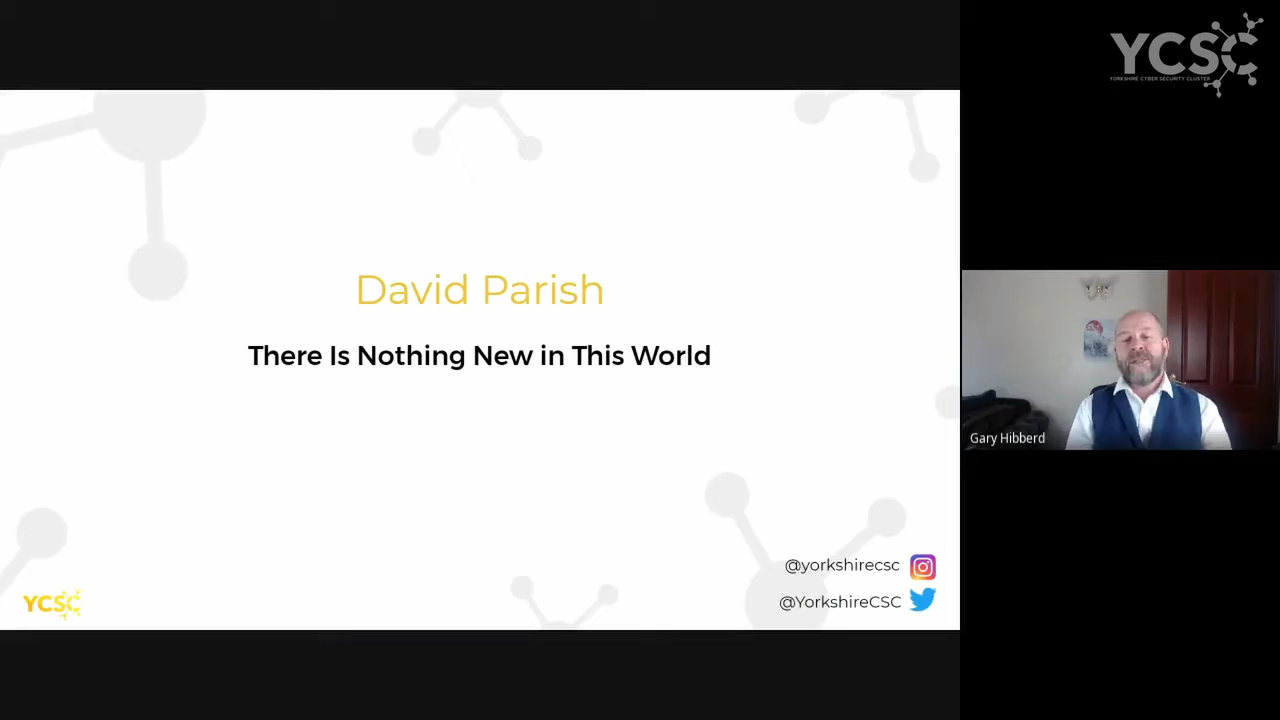 YCSC
YORKSHIRE CYBER SECURITY CLUSTER
David Parish
There Is Nothing New in This World
Gary Hibberd
@yorkshirecsc
@YorkshireCSC
YCSC